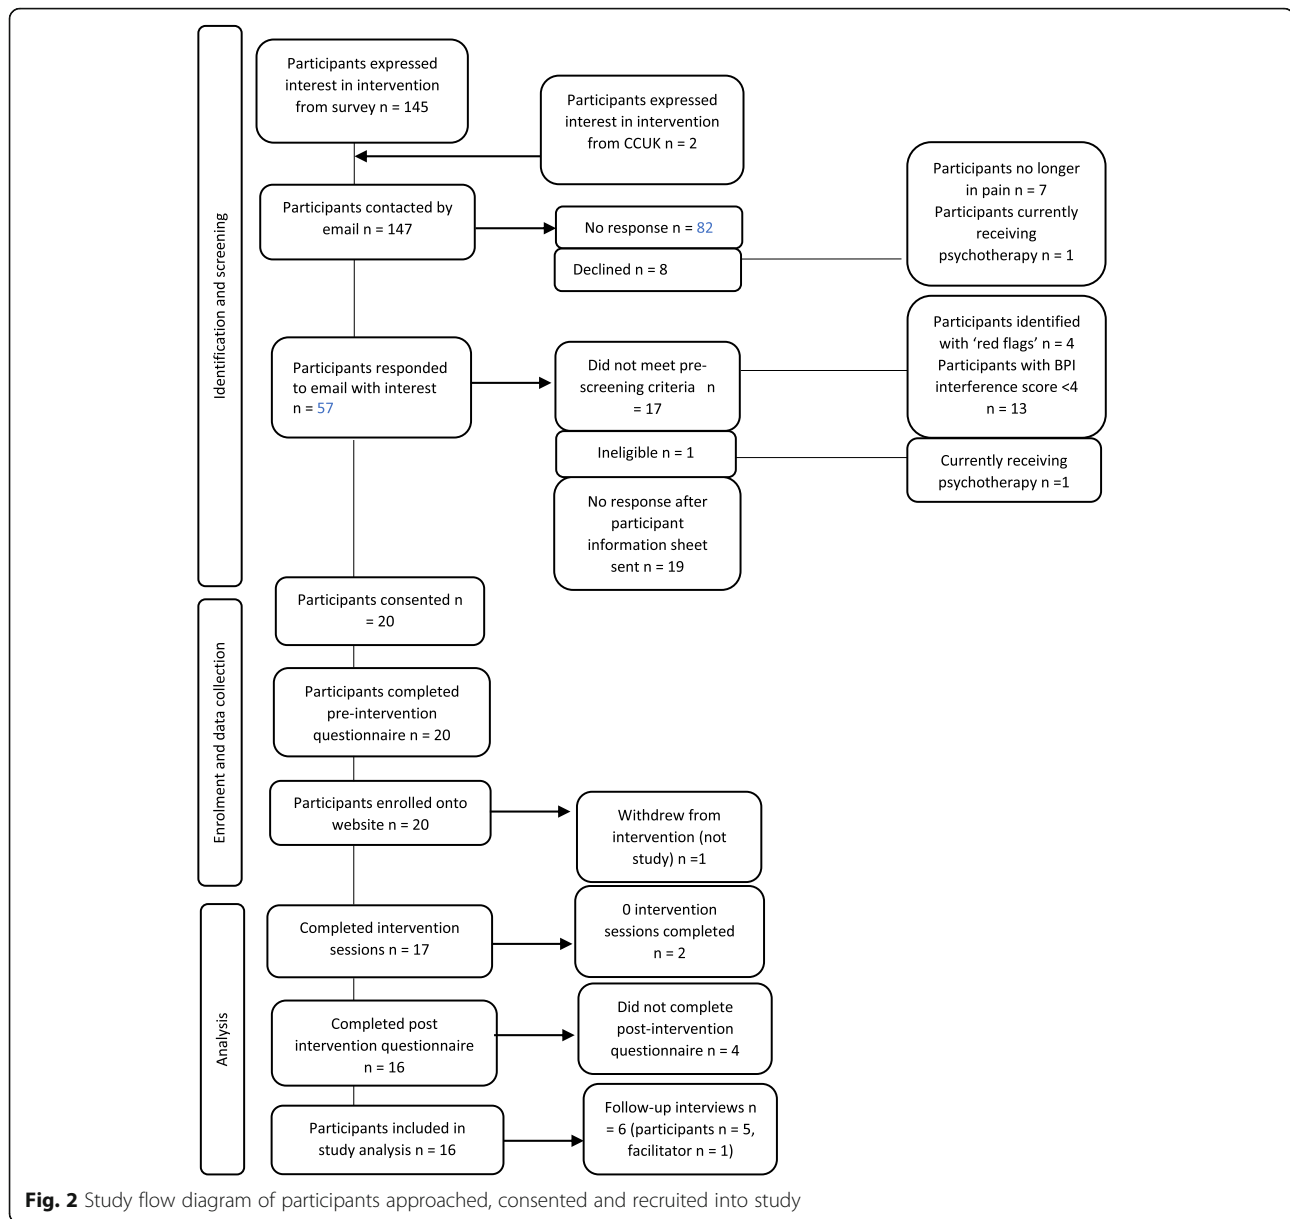 Identification and screening
Participants expressed
interest in intervention
from survey n = 145
Participants expressed
interest in intervention
from CCUK n = 2
Participants contacted by
email n = 147
No response n = 82
Declined n = 8
Participants no longer
in pain n = 7
Participants currently
receiving
psychotherapy n = 1
Participants responded
to email with interest
n = 57
Did not meet pre-
screening criteria n
= 17
Participants identified
with ‘red flags’ n = 4
Participants with BPI
interference score <4
n = 13
Ineligible n = 1
Currently receiving
psychotherapy n =1
No response after
participant
information sheet
sent n = 19
Enrolment and data collection
Participants consented n
= 20
Participants completed
pre-intervention
questionnaire n = 20
Participants enrolled onto
website n = 20
Withdrew from
intervention (not
study) n =1
Analysis
Completed intervention
sessions n = 17
0 intervention
sessions completed
n = 2
Completed post
intervention questionnaire
n = 16
Did not complete
post-intervention
questionnaire n = 4
Participants included in
study analysis n = 16
Follow-up interviews n
= 6 (participants n = 5,
facilitator n = 1)
Fig. 2 Study flow diagram of participants approached, consented and recruited into study